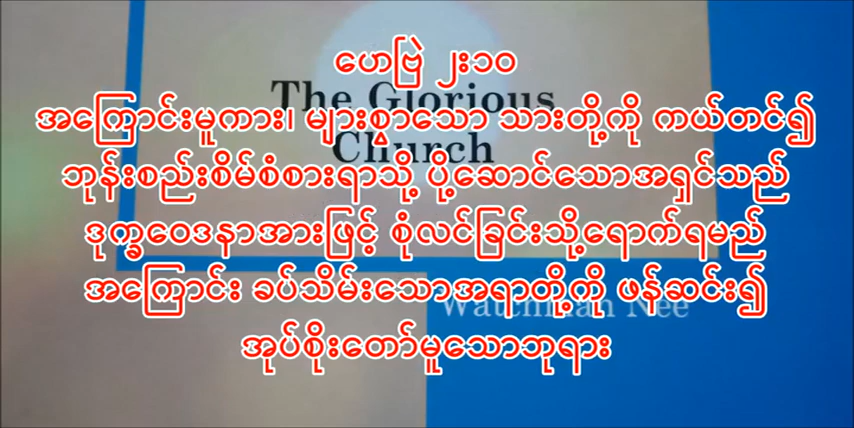 ဟေဗြဲ ၂း၁၀
The Glorious
အကြောင်းမူကား၊ များစွာသော သားတို့ကို ကယ်တင်၍
Church
ဘုန်းစည်းစိမ်စံစားရာသို့ ပို့ဆောင်သောအရှင်သည်
ဒုက္ခဝေဒနာအားဖြင့် စုံလင်ခြင်းသို့ရောက်ရမည်
အကြောင်း ခပ်သိမ်းသောအရာတို့ကို ဖန်ဆင်း၍
Watchman Nee
အုပ်စိုးတော်မူသောဘုရား